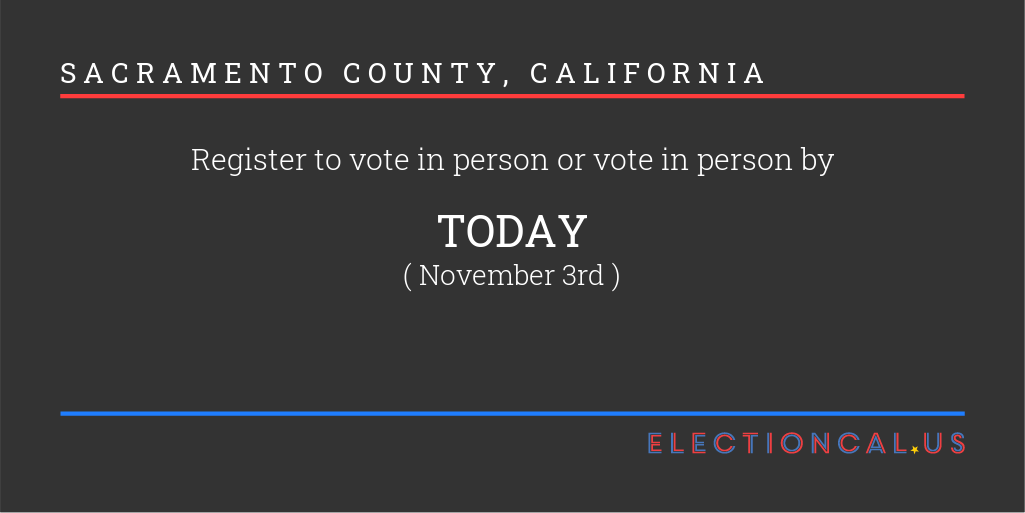 SACRAMENTO COUNTY, CALIFORNIA
Register to vote in person or vote in person by
TODAY
( November 3rd )
ELECTIONCAL.US